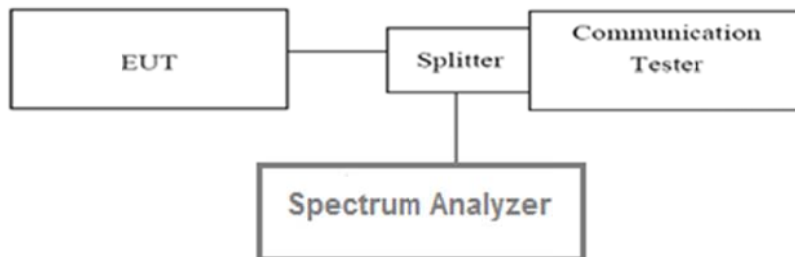 EUT
Splitter
Communication
Tester
Spectrum Analyzer